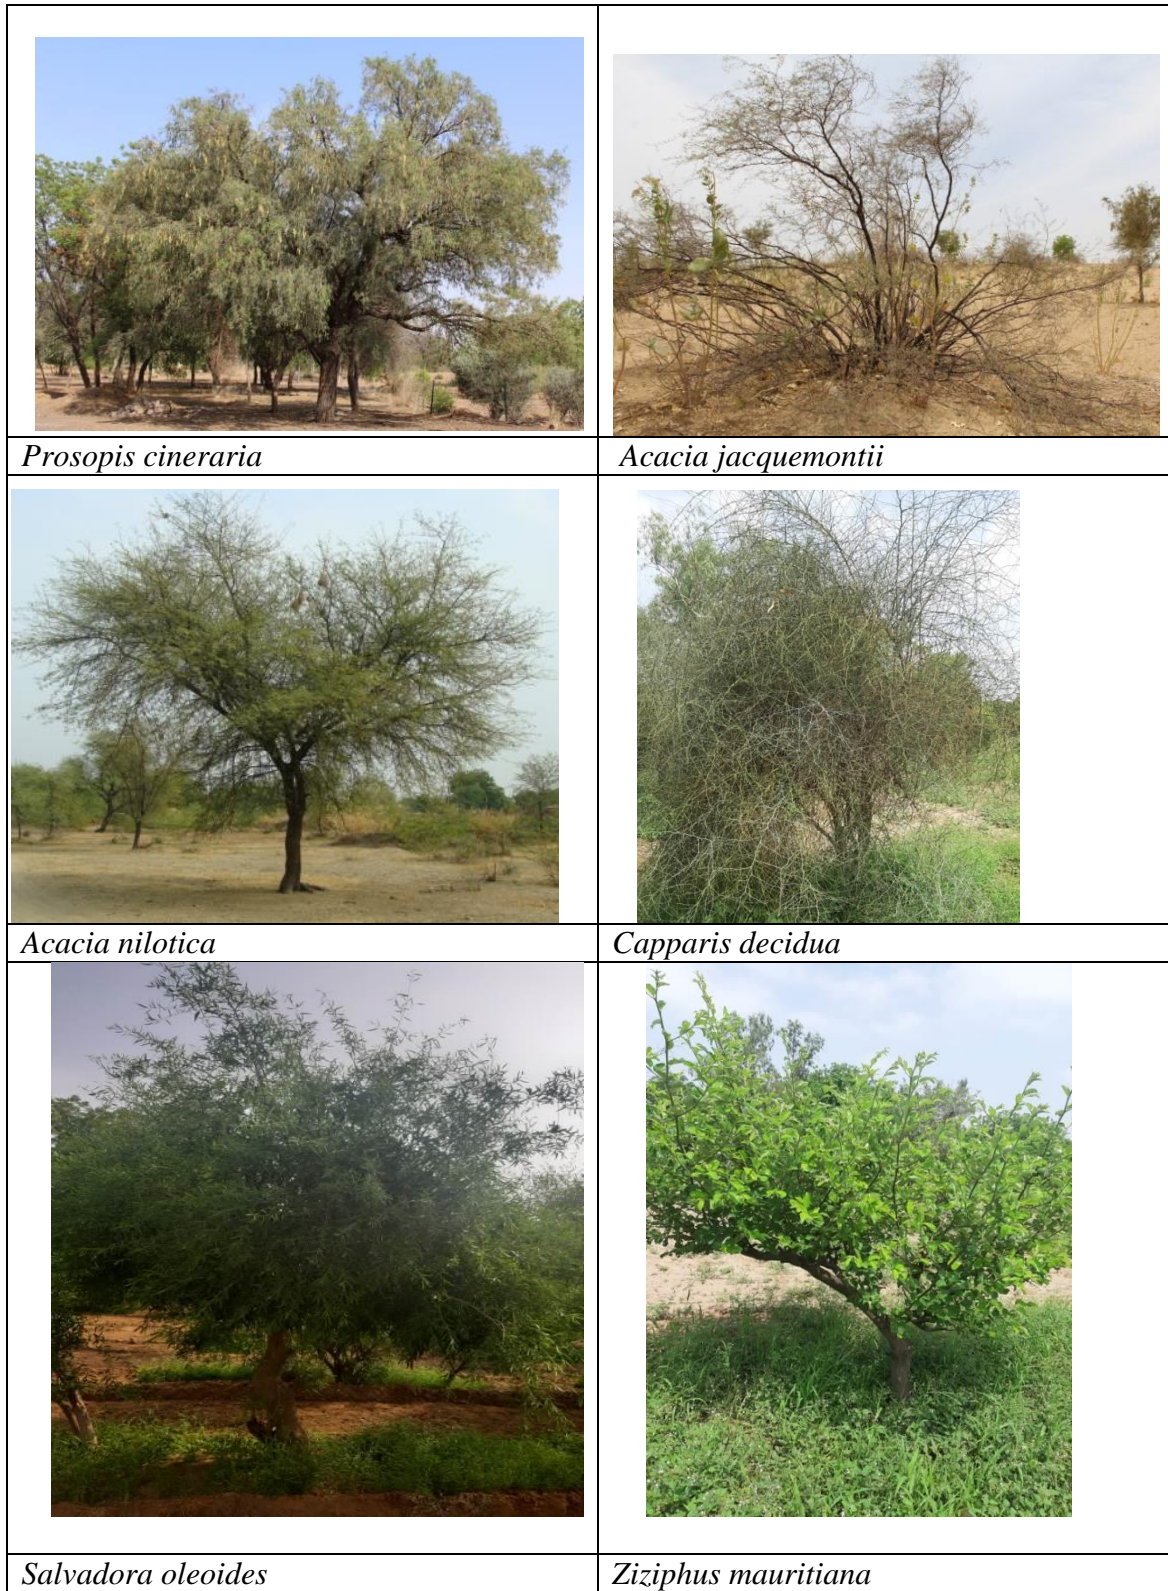 Prosopis cineraria
Acacia jacquemontii
Acacia nilotica
Capparis decidua
Salvadora oleoides
Ziziphus mauritiana